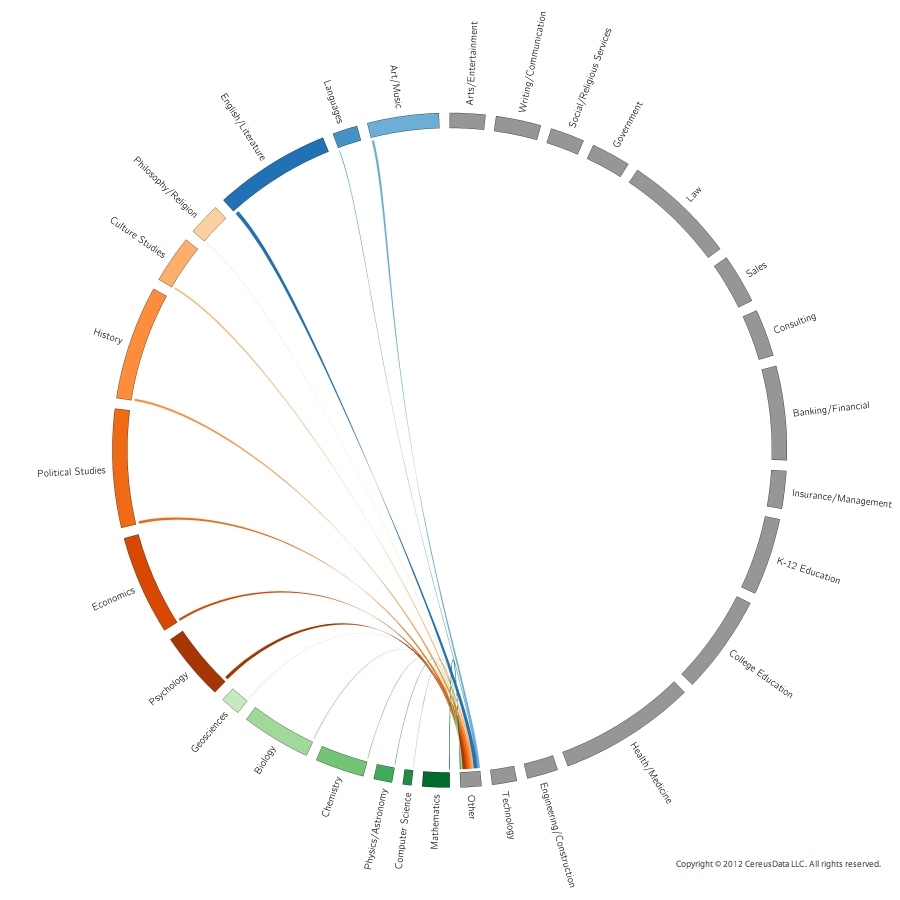 Arts/Entertainment
Writing/Communication
Social/Religious Services
Government
Law
Sales
Consulting
Banking/Financial
Insurance/Management
K-12 Education
College Education
Health/Medicine
Engineering/Construction
Technology
Other
Mathematics
Computer Science
Physics/Astronomy
Chemistry
Biology
Geosciences
Psychology
Economics
Political Studies
History
Culture Studies
Philosophy/Religion
English/Literature
Languages
Art/Music
Copyright © 2012 CereusData LLC. All rights reserved.